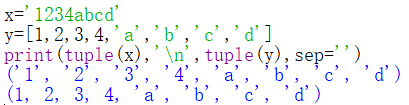 x='1234abcd'
y=[1,2,3,4,'a','b','c','d']
print(tuple(x),'\n',tuple(y),sep='')
('1', '2', '3', '4', 'a', 'b', 'c', 'd')
(1, 2, 3, 4, 'a', 'b', 'c', 'd')